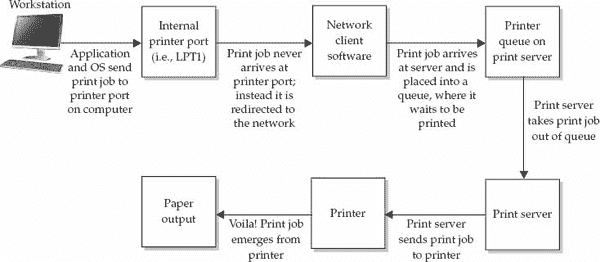 Workstation
Application
and OS send
print job to
printer port
on computer
Internal
printer port
(i.e., LPT1)
Print job never
arrives at
printer port;
instead it is
redirected to
the network
Network
client
software
Print job arrives
at server and is
placed into a
queue, where it
waits to be
printed
Printer
queue on
print server
Print server
takes print job
out of queue
Print server
Print server
sends print job
to printer
Printer
Voila! Print job
emerges from
printer
Paper
output